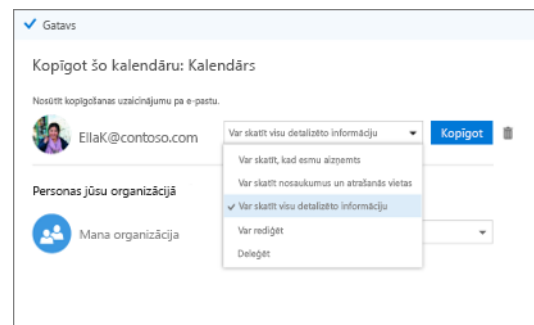 Gatavs
Kopīgot šo kalendāru: Kalendārs
Nosūtīt kopīgošanas uzaicinājumu pa e-pastu.
EllaK@contoso.com
Var skatīt visu detalizēto informāciju
Kopīgot
Var skatīt, kad esmu aizņemts
Var skatīt nosaukumus un atrašanās vietas
Var skatīt visu detalizēto informāciju
Var rediģēt
Deleģēt
Personas jūsu organizācijā
Mana organizācija